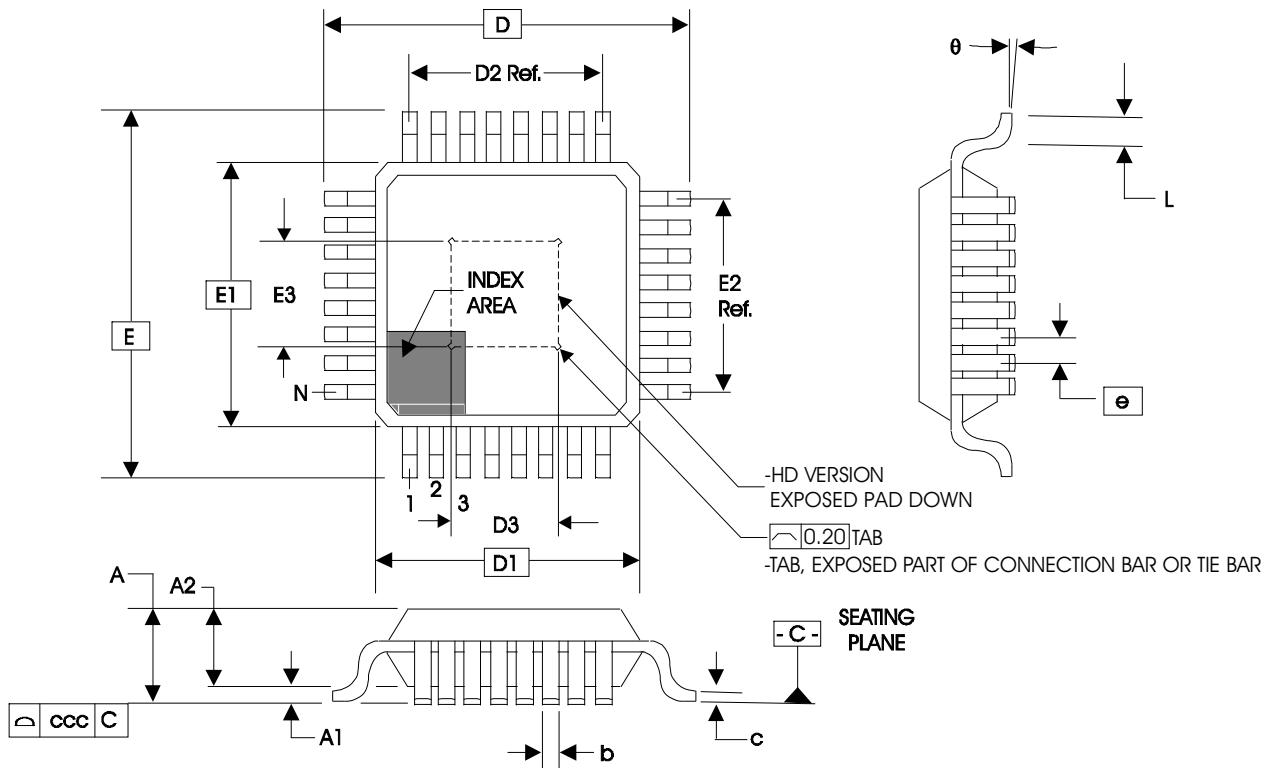 D
θ
D2 Ref.
L
E1
E3
INDEX
AREA
E2
Ref.
E
N
e
1
2
3
D3
-HD VERSION
EXPOSED PAD DOWN
0.20 TAB
-TAB, EXPOSED PART OF CONNECTION BAR OR TIE BAR
D1
A
A2
- C -
SEATING
PLANE
ccc C
A1
b
c